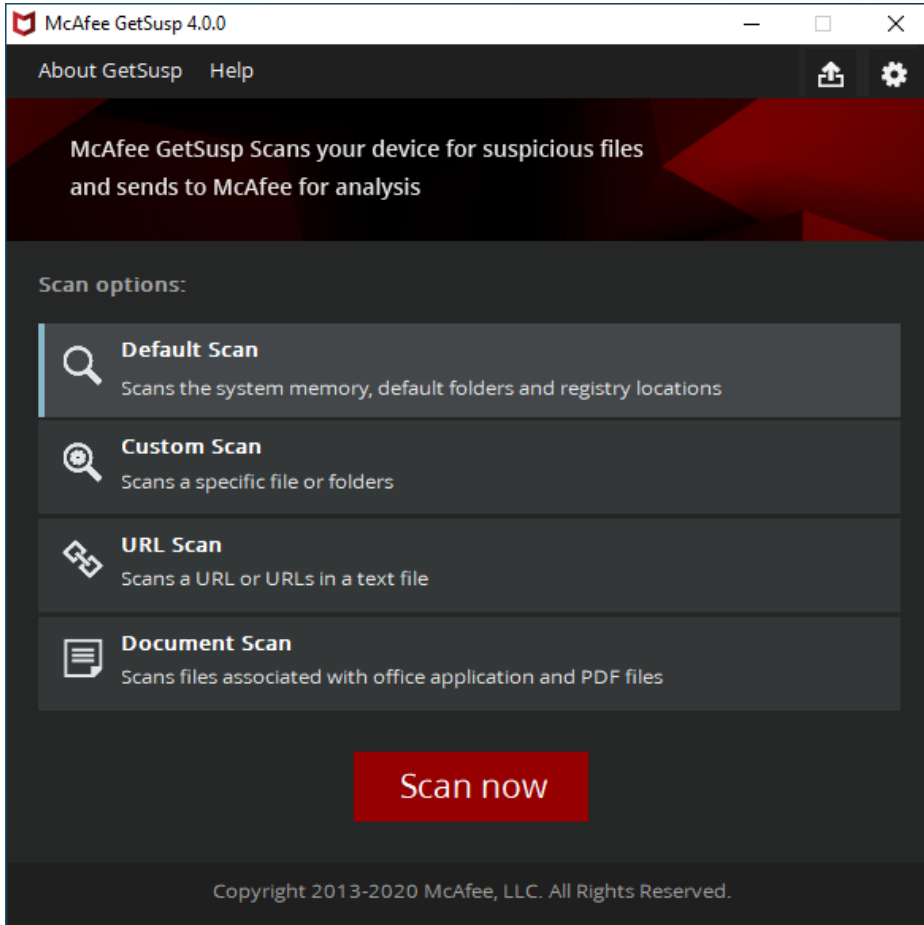 McAfee GetSusp 4.0.0
About GetSusp Help
McAfee GetSusp Scans your device for suspicious files
and sends to McAfee for analysis
Scan options:
Default Scan
Scans the system memory, default folders and registry locations
Custom Scan
Scans a specific file or folders
URL Scan
Scans a URL or URLs in a text file
Document Scan
Scans files associated with office application and PDF files
Scan now
Copyright 2013-2020 McAfee, LLC. All Rights Reserved.